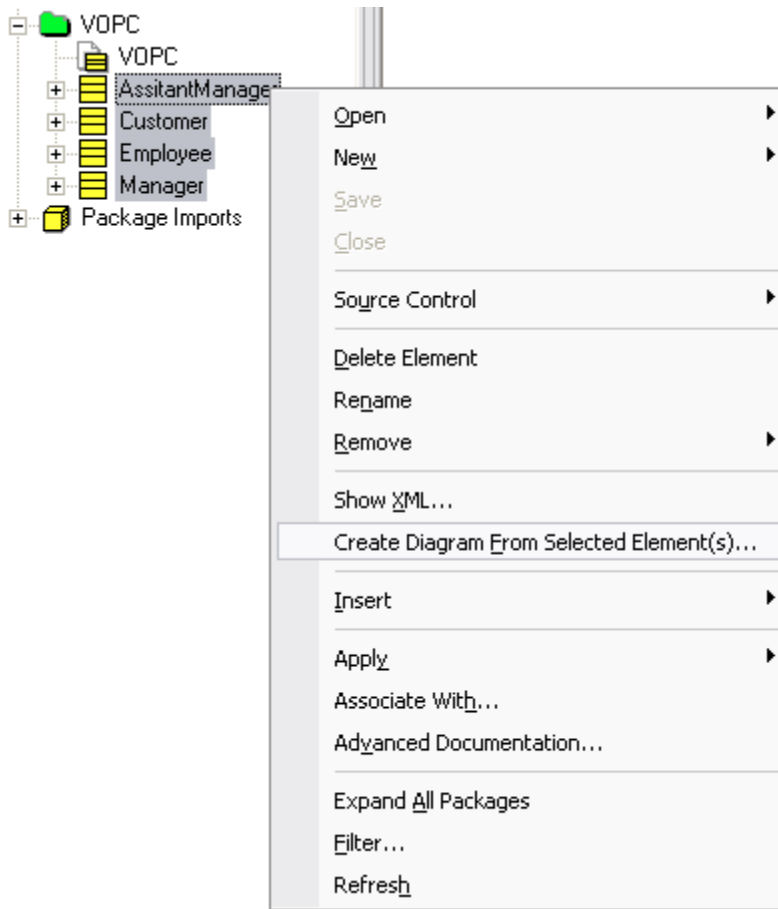 VOPC
VOPC
AssitantManager
Customer
Employee
Manager
Package Imports
Open
New
Save
Close
Source Control
Delete Element
Rename
Remove
Show XML...
Create Diagram From Selected Element(s)...
Insert
Apply
Associate With...
Advanced Documentation...
Expand All Packages
Filter...
Refresh